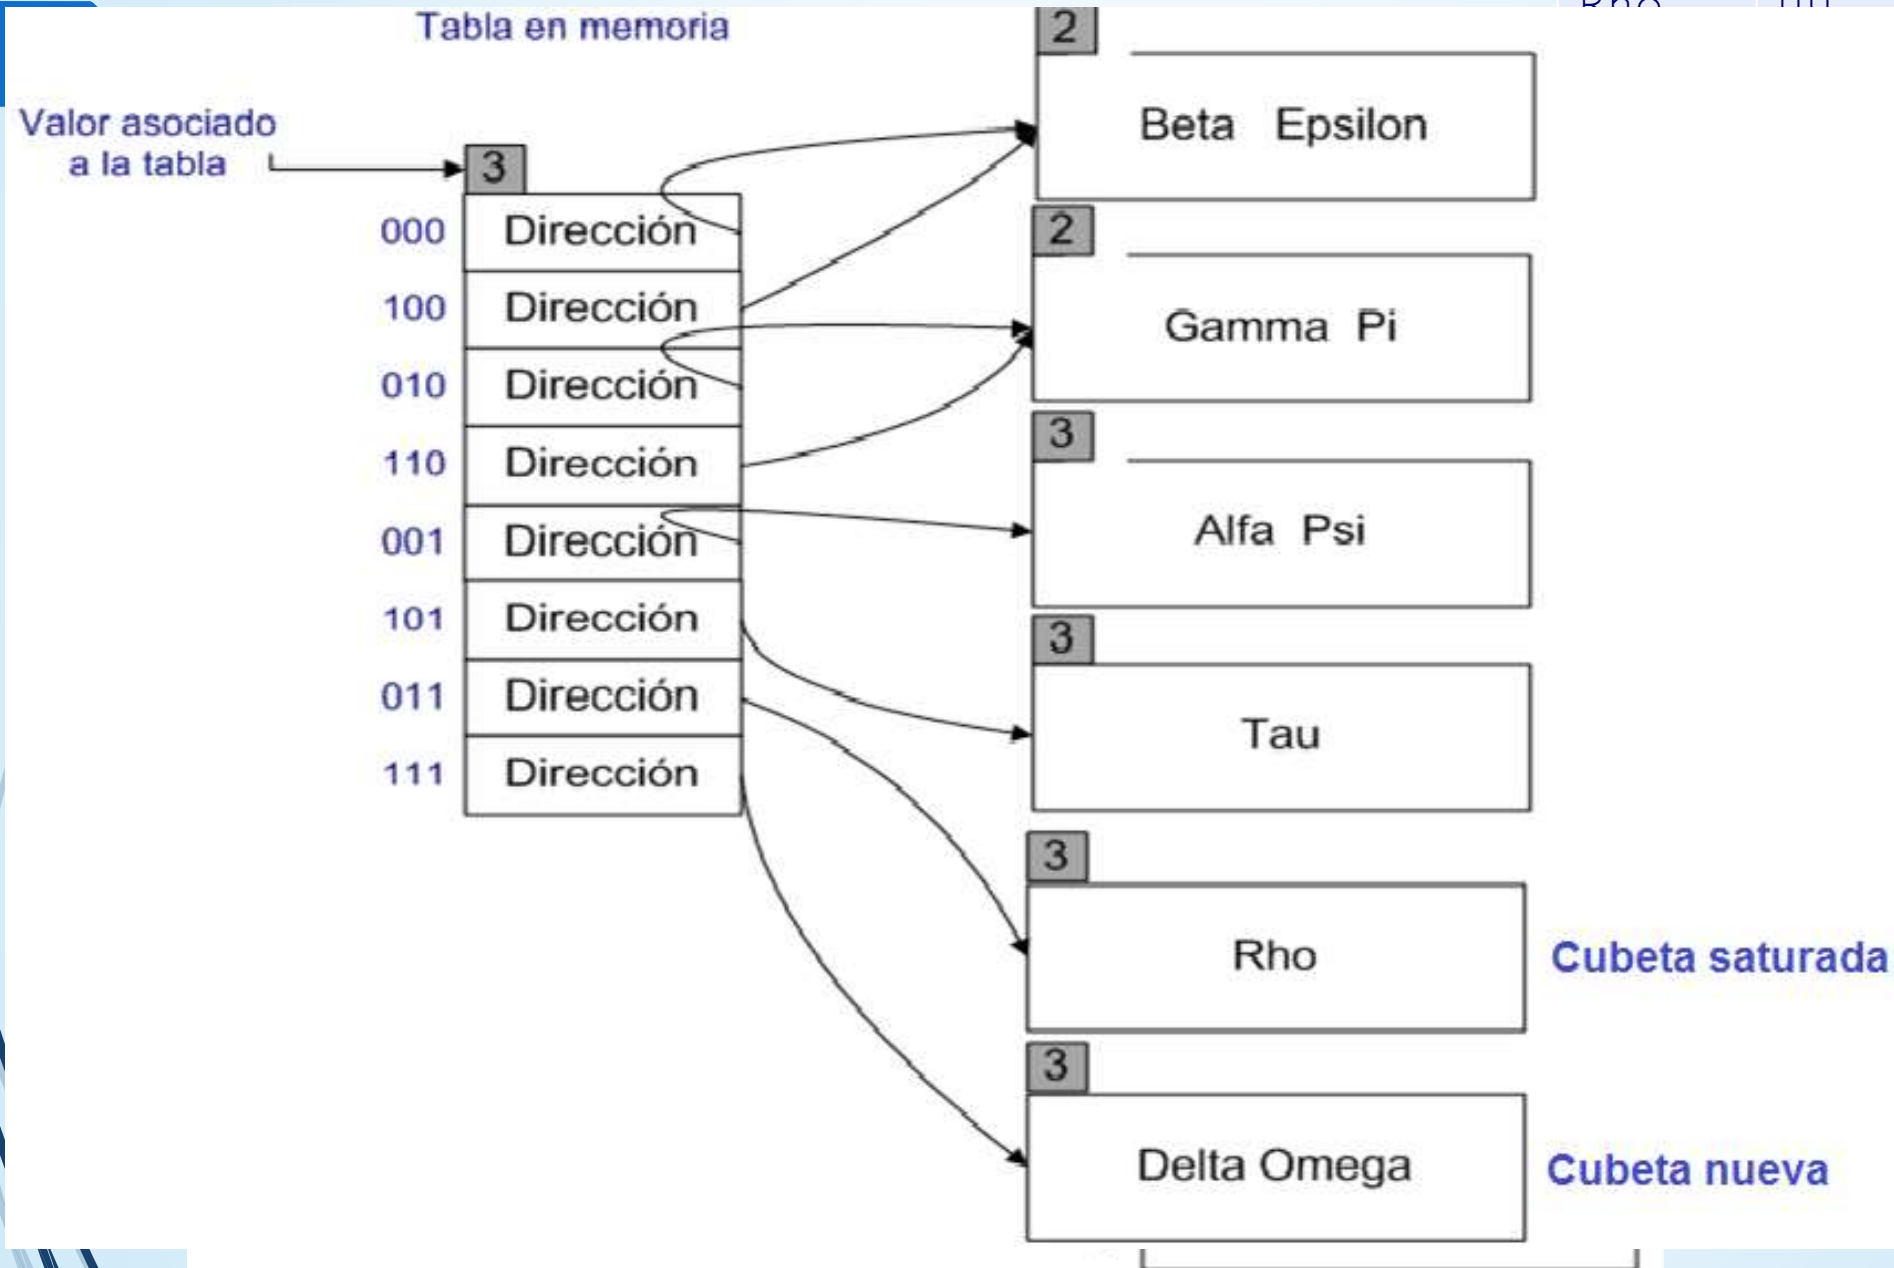 Tabla en memoria
Valor asociado
a la tabla
3
000 Dirección
100 Dirección
010 Dirección
110 Dirección
001 Dirección
101 Dirección
011 Dirección
111 Dirección
2
Beta Epsilon
2
Gamma Pi
3
Alfa Psi
3
Tau
3
Rho
Cubeta saturada
3
Delta Omega
Cubeta nueva